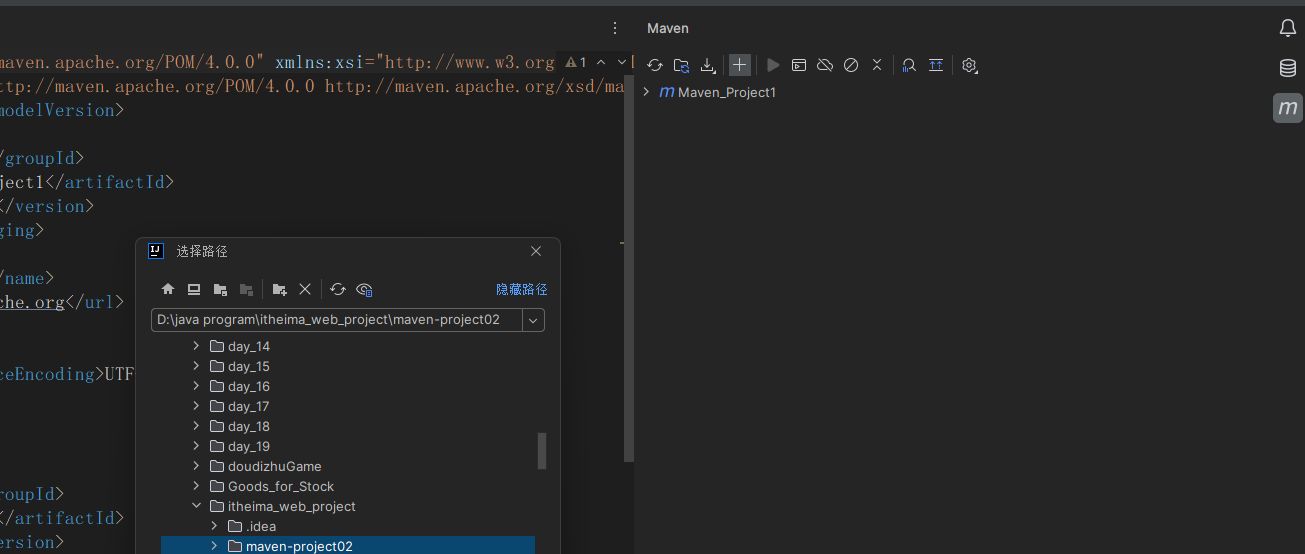 Maven
maven.apache.org/POM/4.0.0" xmlns:xsi="http://www.w3.org
1
ttp://maven.apache.org/POM/4.0.0 http://maven.apache.org/xsd/ma
modelVersion>
m Maven_Project1
m
/groupId>
ject1</artifactId>
</version>
ging>
/name>
che.org</url>
ceEncoding>UTF
roupId>
</artifactId>
ersion>
IJ 选择路径
隐藏路径
D:\java program\itheima_web_project\maven-project02
day_14
day_15
day_16
day_17
day_18
day_19
doudizhuGame
Goods_for_Stock
itheima_web_project
.idea
maven-project02